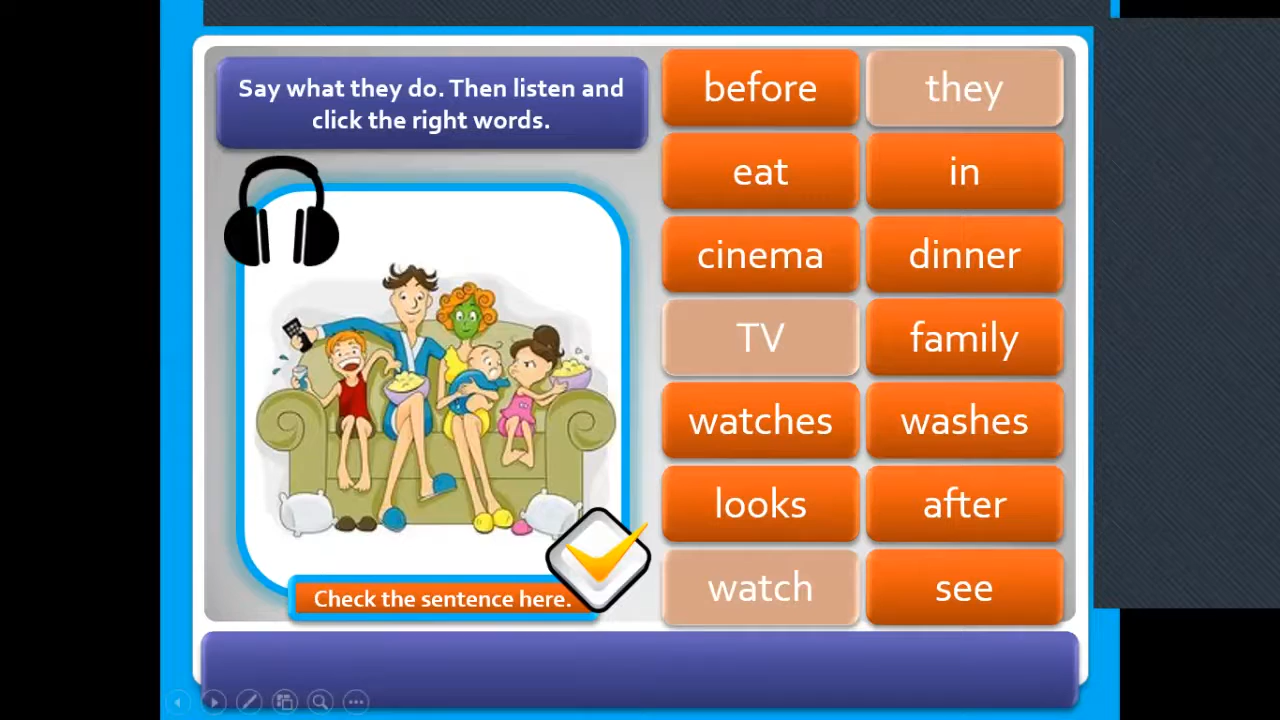 Say what they do. Then listen and
click the right words.
before
they
eat
in
cinema
dinner
TV
family
watches
washes
looks
after
watch
see
Check the sentence here.